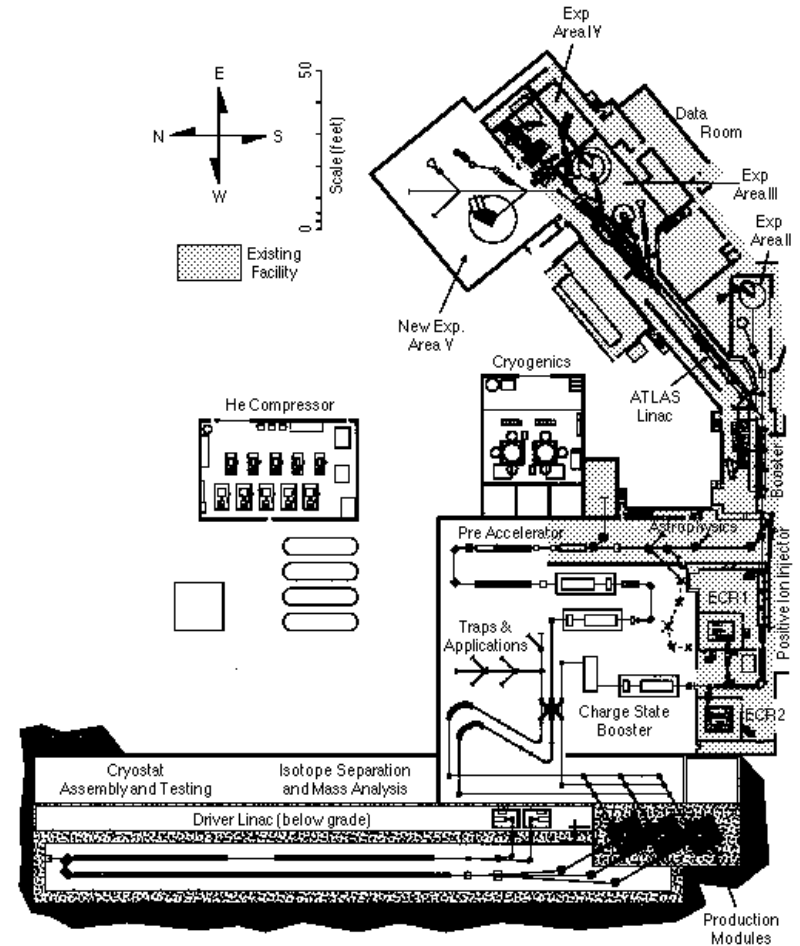 Exp
Area IV
E
N
S
W
50
0
Scale (feet)
Data
Room
Exp
Area III
Exp
Area II
Existing
Facility
New Exp.
Area V
Cryogenics
He Compressor
ATLAS
Linac
Booster
Pre Accelerator
Astrophysics
Positive Ion Injector
ECR1
Traps &
Applications
Charge State
Booster
ECR2
Cryostat
Assembly and Testing
Isotope Separation
and Mass Analysis
Driver Linac (below grade)
Production
Modules